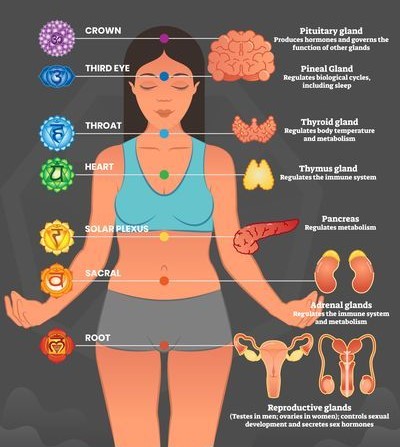 CROWN
Pituitary gland
Produces hormones and governs the
function of other glands
THIRD EYE
Pineal Gland
Regulates biological cycles,
including sleep
THROAT
Thyroid gland
Regulates body temperature
and metabolism
HEART
Thymus gland
Regulates the immune system
SOLAR PLEXUS
Pancreas
Regulates metabolism
SACRAL
Adrenal glands
Regulates the immune system
and metabolism
ROOT
Reproductive glands
(Testes in men; ovaries in women); controls sexual
development and secretes sex hormones